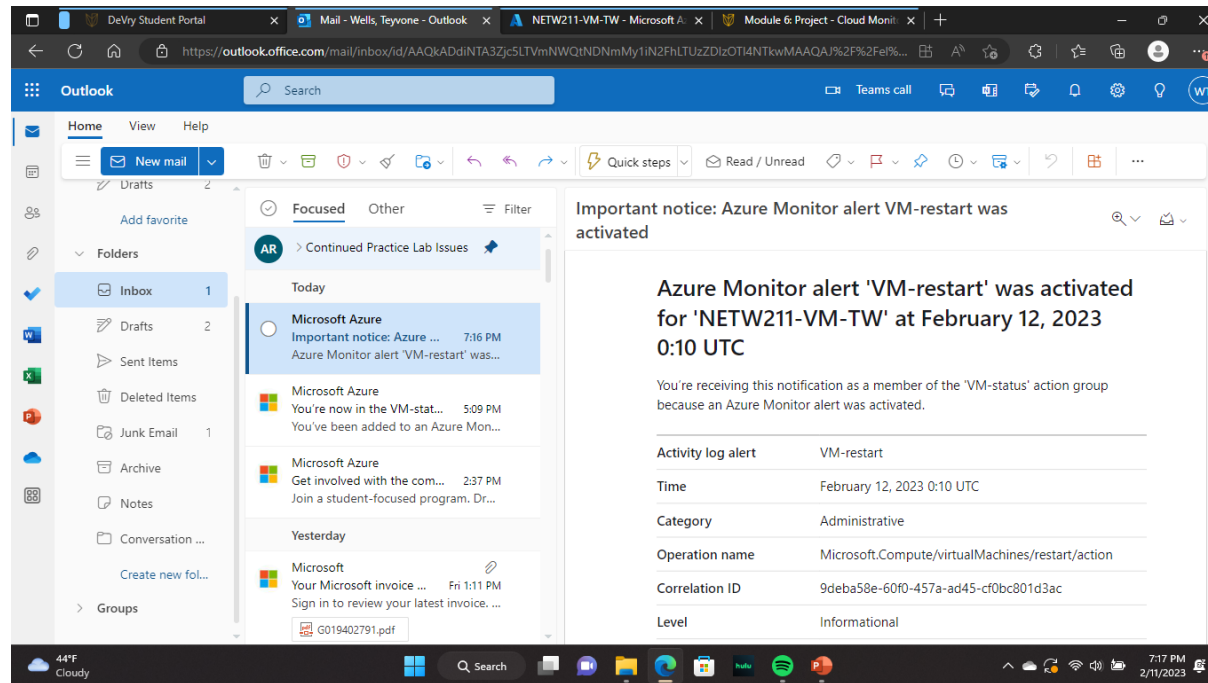 DeVry Student Portal
Mail - Wells, Teyvone - Outlook
NETW211-VM-TW - Microsoft A
Module 6: Project - Cloud Monit
https://outlook.office.com/mail/inbox/id/AAQkADdiNTA3Zjc5LTVmNWQtNDNmMy1iN2FhLTUzZDIzOTI4NTkwMAAQAJ%2F%2Fel%...
Outlook
Search
Teams call
Home View Help
New mail
Quick steps
Read / Unread
Drafts 2
Add favorite
Folders
Inbox 1
Drafts 2
Sent Items
Deleted Items
Junk Email 1
Archive
Notes
Conversation ...
Create new fol...
Groups
Focused Other Filter
AR
Continued Practice Lab Issues
Today
Microsoft Azure
Important notice: Azure ... 7:16 PM
Azure Monitor alert 'VM-restart' was...
Microsoft Azure
You're now in the VM-stat... 5:09 PM
You've been added to an Azure Mon...
Microsoft Azure
Get involved with the com... 2:37 PM
Join a student-focused program. Dr...
Yesterday
Microsoft
Your Microsoft invoice ... Fri 1:11 PM
Sign in to review your latest invoice. ...
G019402791.pdf
Important notice: Azure Monitor alert VM-restart was
activated
Azure Monitor alert 'VM-restart' was activated
for 'NETW211-VM-TW' at February 12, 2023
0:10 UTC
You're receiving this notification as a member of the 'VM-status' action group
because an Azure Monitor alert was activated.
Activity log alert VM-restart
Time February 12, 2023 0:10 UTC
Category Administrative
Operation name Microsoft.Compute/virtualMachines/restart/action
Correlation ID 9deba58e-60f0-457a-ad45-cf0bc801d3ac
Level Informational
44°F
Cloudy
Search
hulu
7:17 PM
2/11/2023